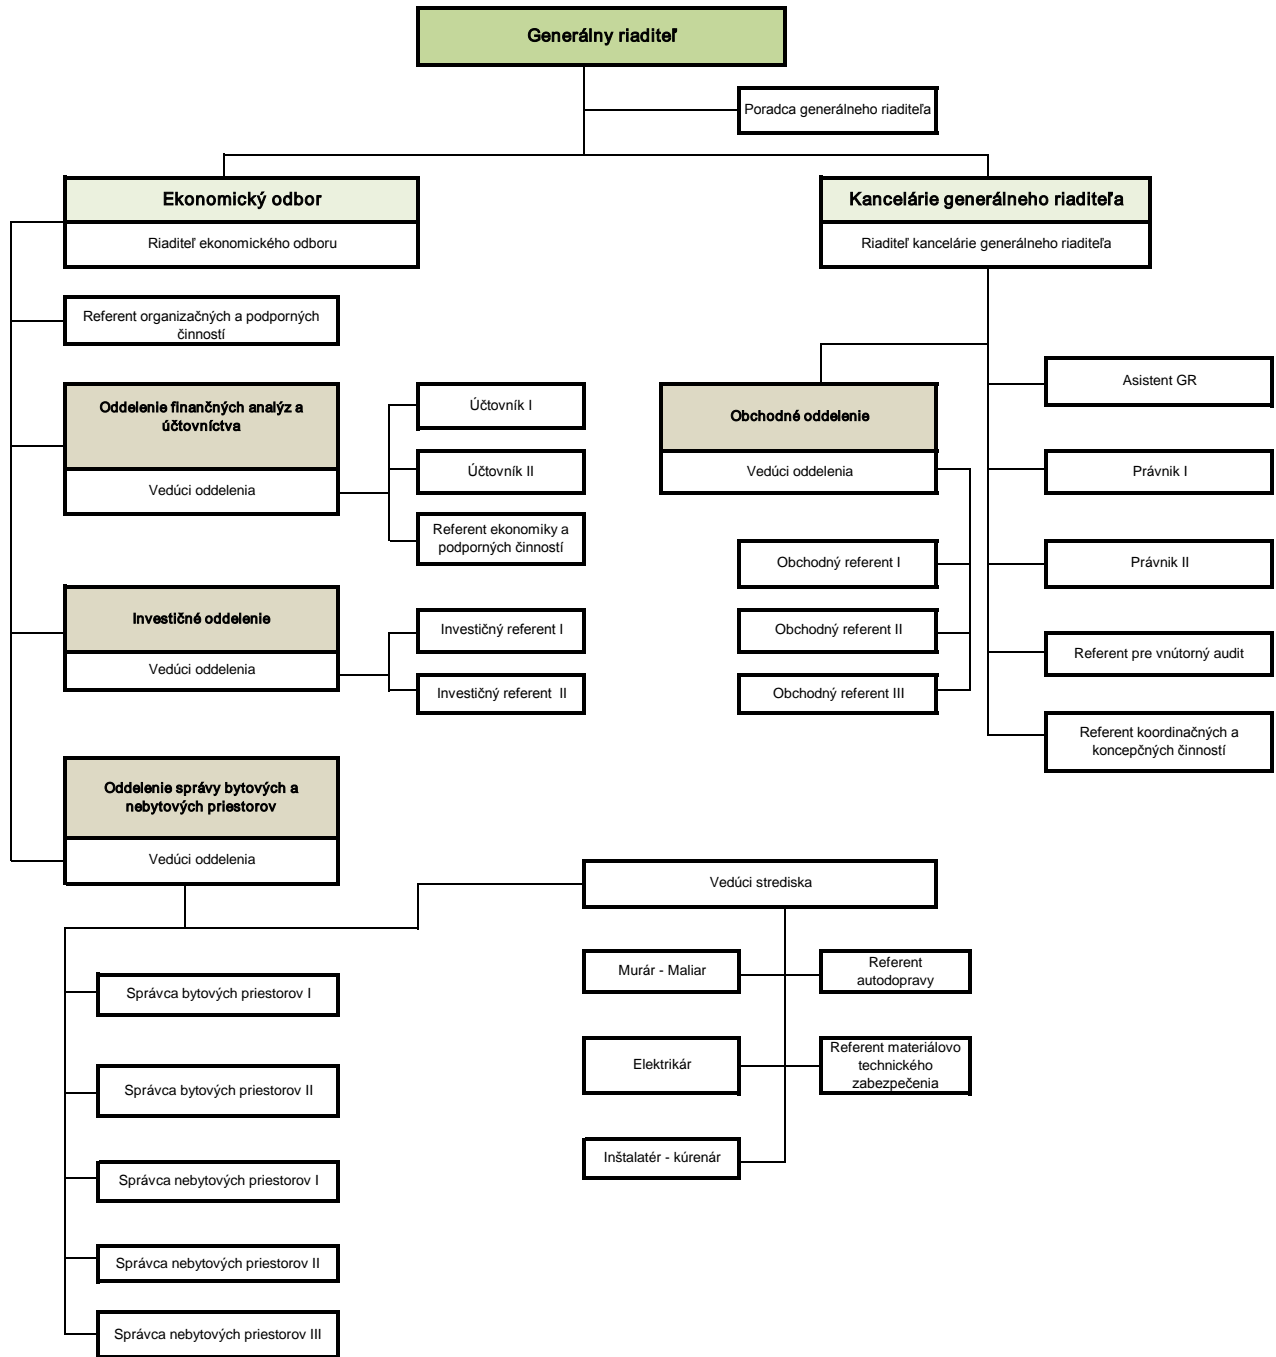 Generálny riaditeľ
Poradca generálneho riaditeľa
Ekonomický odbor
Riaditeľ ekonomického odboru
Kancelárie generálneho riaditeľa
Riaditeľ kancelárie generálneho riaditeľa
Referent organizačných a podporných
činností
Oddelenie finančných analýz a
účtovníctva
Vedúci oddelenia
Účtovník I
Účtovník II
Referent ekonomiky a
podporných činností
Investičné oddelenie
Vedúci oddelenia
Investičný referent I
Investičný referent  II
Oddelenie správy bytových a
nebytových priestorov
Vedúci oddelenia
Správca bytových priestorov I
Správca bytových priestorov II
Správca nebytových priestorov I
Správca nebytových priestorov II
Správca nebytových priestorov III
Vedúci strediska
Murár - Maliar
Referent
autodopravy
Elektrikár
Referent materiálovo
technického
zabezpečenia
Inštalatér - kúrenár
Obchodné oddelenie
Vedúci oddelenia
Obchodný referent I
Obchodný referent II
Obchodný referent III
Asistent GR
Právnik I
Právnik II
Referent pre vnútorný audit
Referent koordinačných a
koncepčných činností